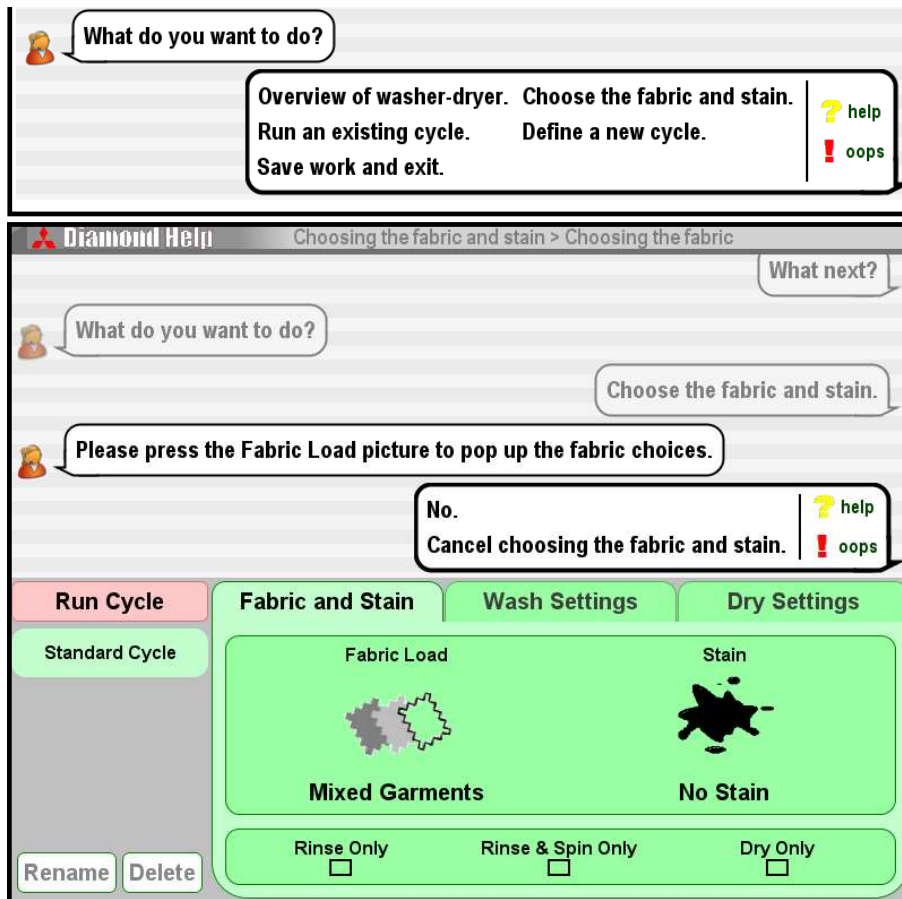 What do you want to do?
Overview of washer-dryer. Choose the fabric and stain.
Run an existing cycle. Define a new cycle.
Save work and exit.
? help
! oops
Diamond Help
Choosing the fabric and stain > Choosing the fabric
What next?
What do you want to do?
Choose the fabric and stain.
Please press the Fabric Load picture to pop up the fabric choices.
No.
Cancel choosing the fabric and stain.
? help
! oops
Run Cycle
Fabric and Stain
Wash Settings
Dry Settings
Standard Cycle
Fabric Load
Stain
Mixed Garments
No Stain
Rinse Only
Rinse & Spin Only
Dry Only
Rename
Delete